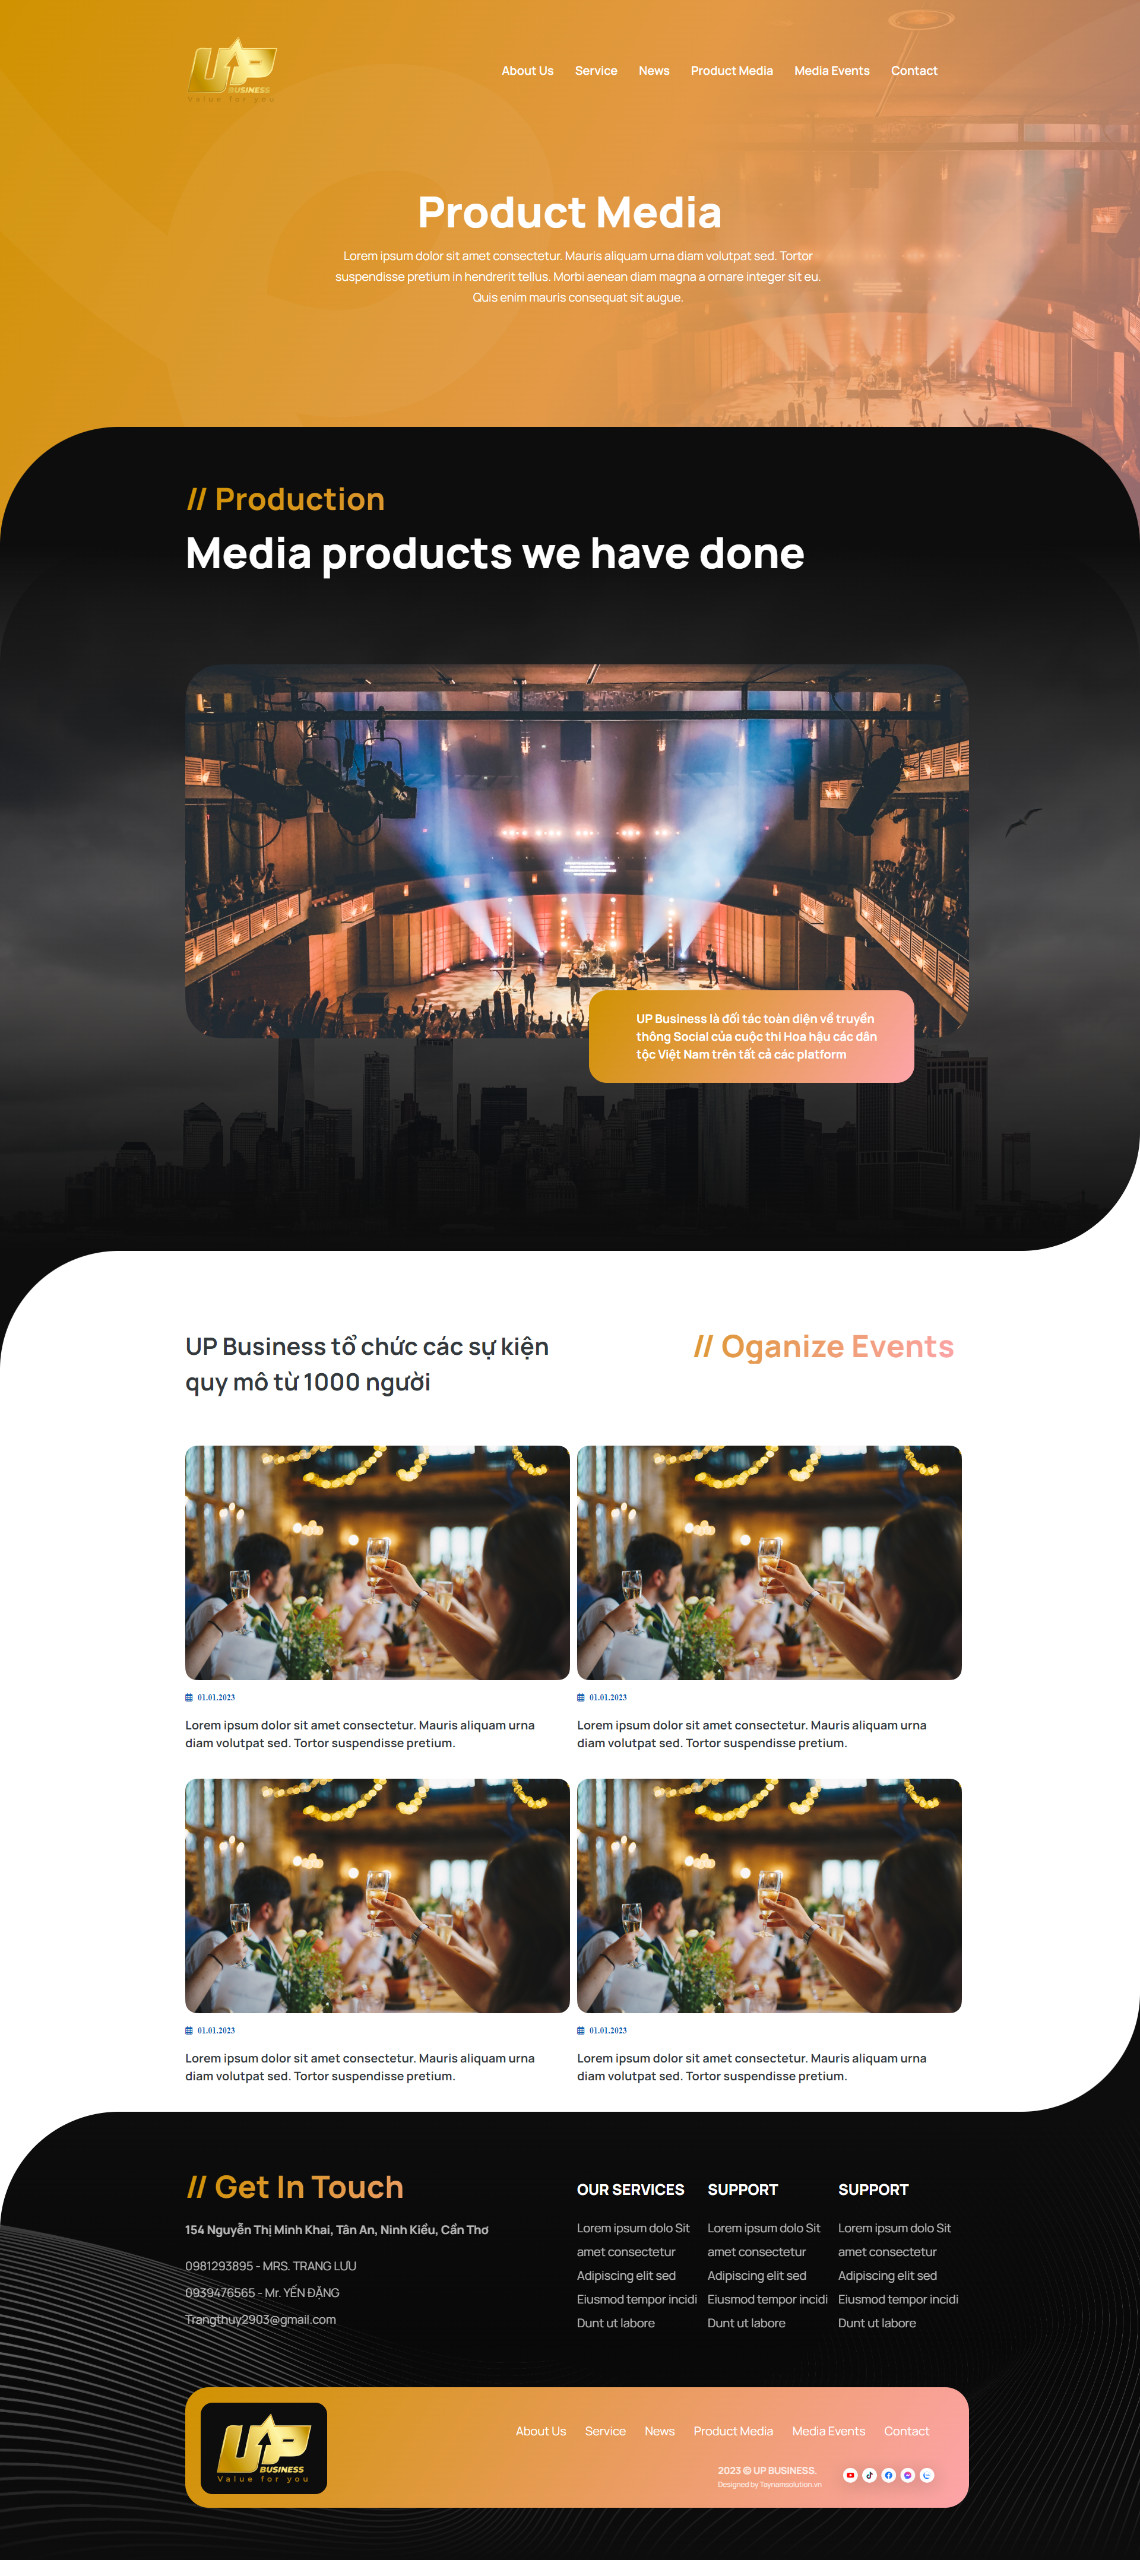 UP
BUSINESS
Value for you
About Us Service News Product Media Media Events Contact
Product Media
Lorem ipsum dolor sit amet consectetur. Mauris aliquam urna diam volutpat sed. Tortor
suspendisse pretium in hendrerit tellus. Morbi aenean diam magna a ornare integer sit eu.
Quis enim mauris consequat sit augue.
// Production
Media products we have done
UP Business là đối tác toàn diện về truyền
thông Social của cuộc thi Hoa hậu các dân
tộc Việt Nam trên tất cả các platform
UP Business tổ chức các sự kiện
quy mô từ 1000 người
// Oganize Events
01.01.2023
Lorem ipsum dolor sit amet consectetur. Mauris aliquam urna
diam volutpat sed. Tortor suspendisse pretium.
01.01.2023
Lorem ipsum dolor sit amet consectetur. Mauris aliquam urna
diam volutpat sed. Tortor suspendisse pretium.
01.01.2023
Lorem ipsum dolor sit amet consectetur. Mauris aliquam urna
diam volutpat sed. Tortor suspendisse pretium.
01.01.2023
Lorem ipsum dolor sit amet consectetur. Mauris aliquam urna
diam volutpat sed. Tortor suspendisse pretium.
// Get In Touch
154 Nguyễn Thị Minh Khai, Tân An, Ninh Kiều, Cần Thơ
0981293895 - MRS. TRANG LƯU
0939476565 - Mr. YẾN ĐẶNG
Trangthuy2903@gmail.com
OUR SERVICES
Lorem ipsum dolo Sit
amet consectetur
Adipiscing elit sed
Eiusmod tempor incidi
Dunt ut labore
SUPPORT
Lorem ipsum dolo Sit
amet consectetur
Adipiscing elit sed
Eiusmod tempor incidi
Dunt ut labore
SUPPORT
Lorem ipsum dolo Sit
amet consectetur
Adipiscing elit sed
Eiusmod tempor incidi
Dunt ut labore
UP
BUSINESS
Value for you
About Us Service News Product Media Media Events Contact
2023 © UP BUSINESS.
Designed by Taynamsolution.vn